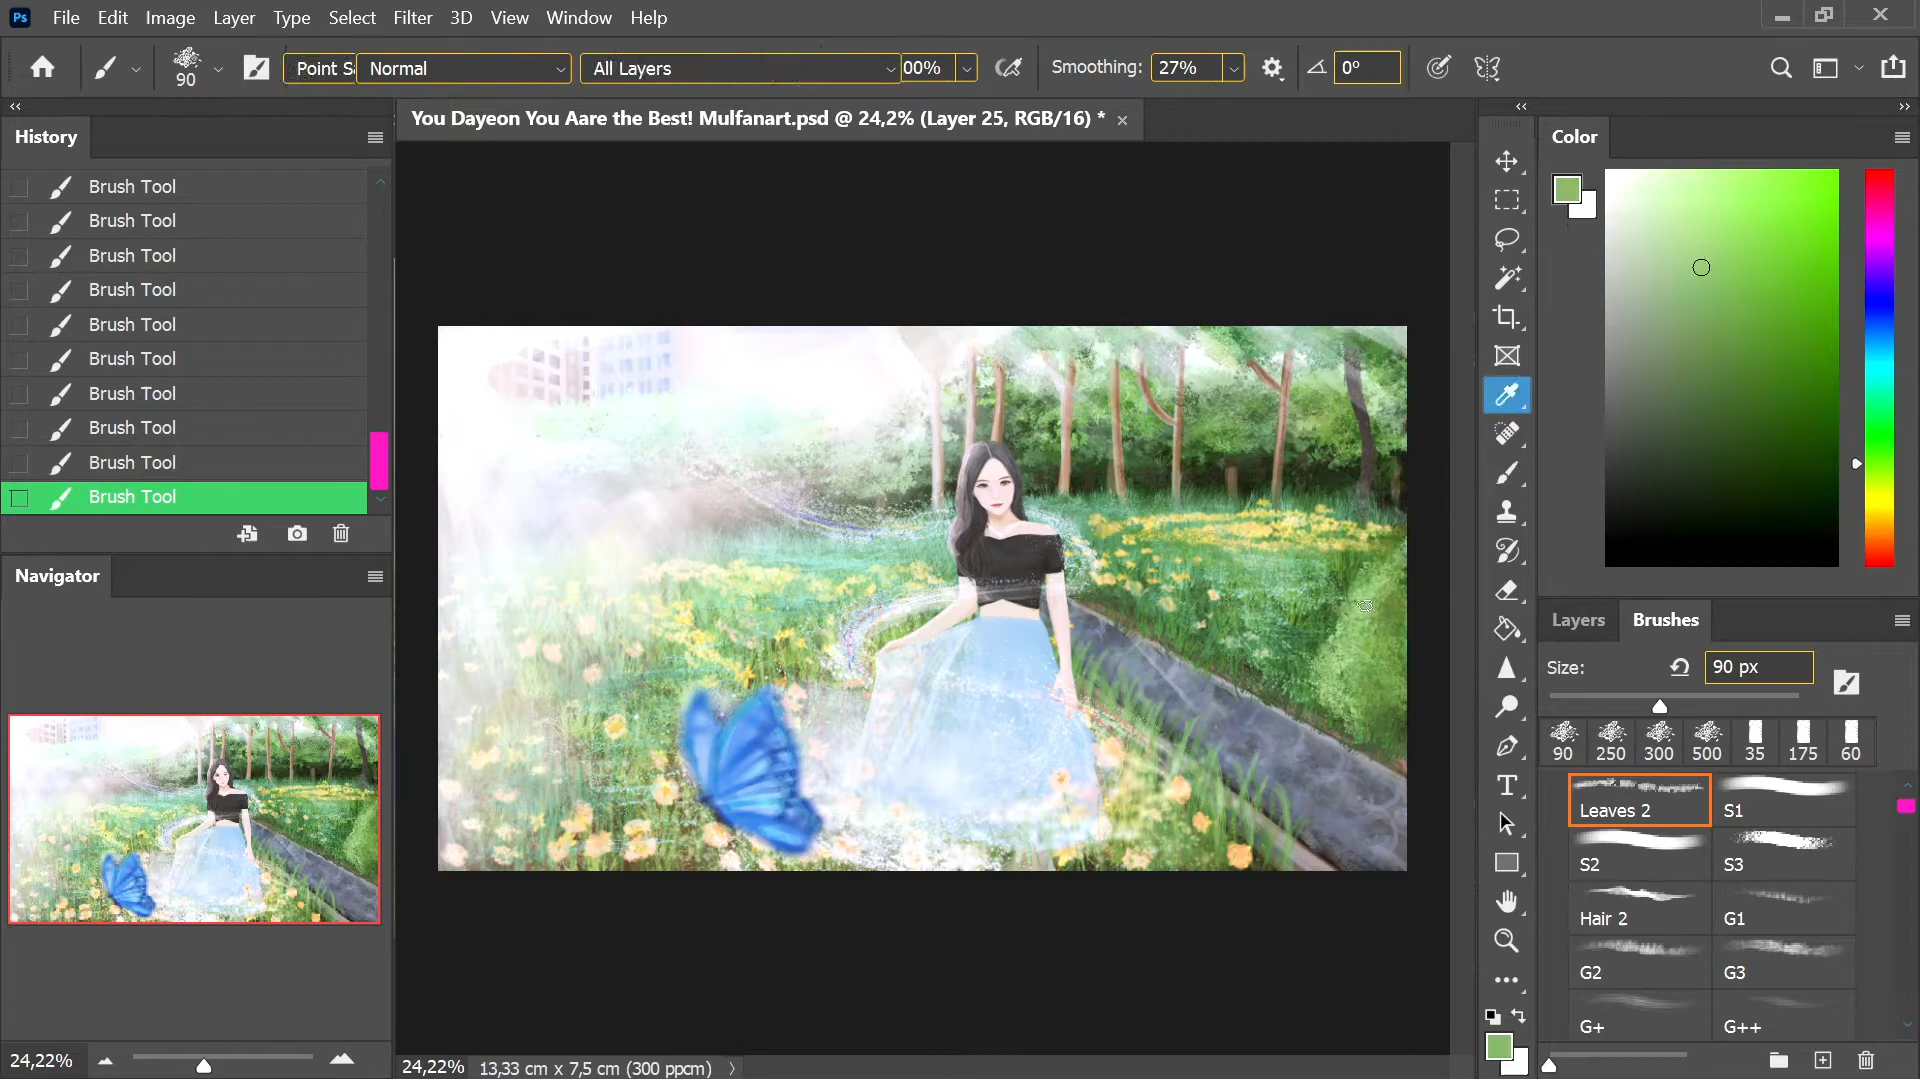 Ps File Edit Image Layer Type Select Filter 3D View Window Help
90 Point S Normal All Layers 00% Smoothing: 27% 0°
You Dayeon You Aare the Best! Mulfanart.psd @ 24,2% (Layer 25, RGB/16) *
History
Brush Tool
Brush Tool
Brush Tool
Brush Tool
Brush Tool
Brush Tool
Brush Tool
Brush Tool
Brush Tool
Brush Tool
Navigator
24,22%
24,22% 13,33 cm x 7,5 cm (300 ppcm)
Color
Layers Brushes
Size: 90 px
90 250 300 500 35 175 60
Leaves 2 S1
S2 S3
Hair 2 G1
G2 G3
G+ G++